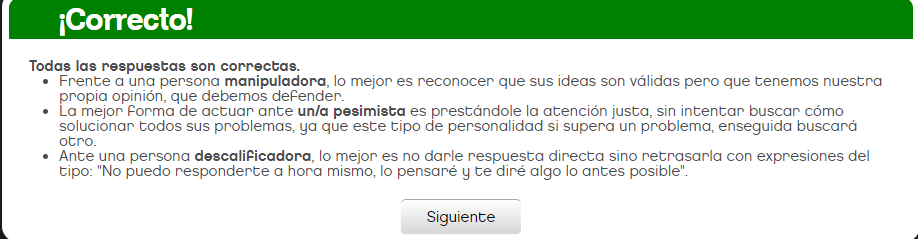 ¡Correcto!
Todas las respuestas son correctas.
• Frente a una persona manipuladora, lo mejor es reconocer que sus ideas son válidas pero que tenemos nuestra
propia opinión, que debemos defender.
• La mejor forma de actuar ante un/a pesimista es prestándole la atención justa, sin intentar buscar cómo
solucionar todos sus problemas, ya que este tipo de personalidad si supera un problema, enseguida buscará
otro.
• Ante una persona descalificadora, lo mejor es no darle respuesta directa sino retrasarla con expresiones del
tipo: "No puedo responderte a hora mismo, lo pensaré y te diré algo lo antes posible".
Siguiente